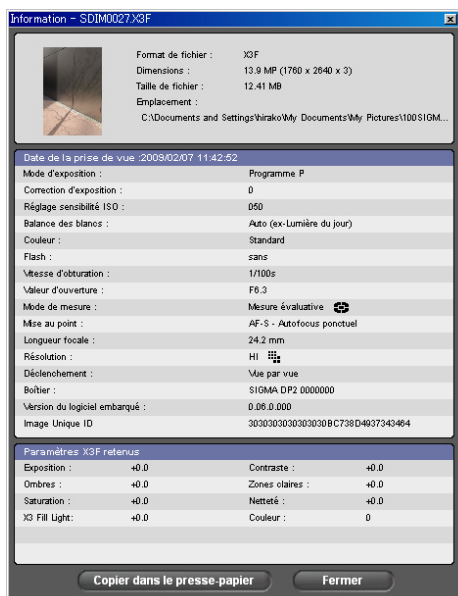 Information - SDIM0027.X3F
Format de fichier : X3F
Dimensions : 13.9 MP (1760 x 2640 x 3)
Taille de fichier : 12.41 MB
Emplacement :
C:\Documents and Settings\hirako\My Documents\My Pictures\100SIGM...
Date de la prise de vue :2009/02/07 11:42:52
Mode d'exposition : Programme P
Correction d'exposition : 0
Réglage sensibilité ISO : 050
Balance des blancs : Auto (ex-Lumière du jour)
Couleur : Standard
Flash : sans
Vitesse d'obturation : 1/100s
Valeur d'ouverture : F6.3
Mode de mesure : Mesure évaluative
Mise au point : AF-S - Autofocus ponctuel
Longueur focale : 24.2 mm
Résolution : HI
Déclenchement : Vue par vue
Boîtier : SIGMA DP2 0000000
Version du logiciel embarqué : 0.06.0.000
Image Unique ID 3030303030303030BC738D4937343464
Paramètres X3F retenus
Exposition : +0.0 Contraste : +0.0
Ombres : +0.0 Zones claires : +0.0
Saturation : +0.0 Netteté : +0.0
X3 Fill Light: +0.0 Couleur : 0
Copier dans le presse-papier Fermer